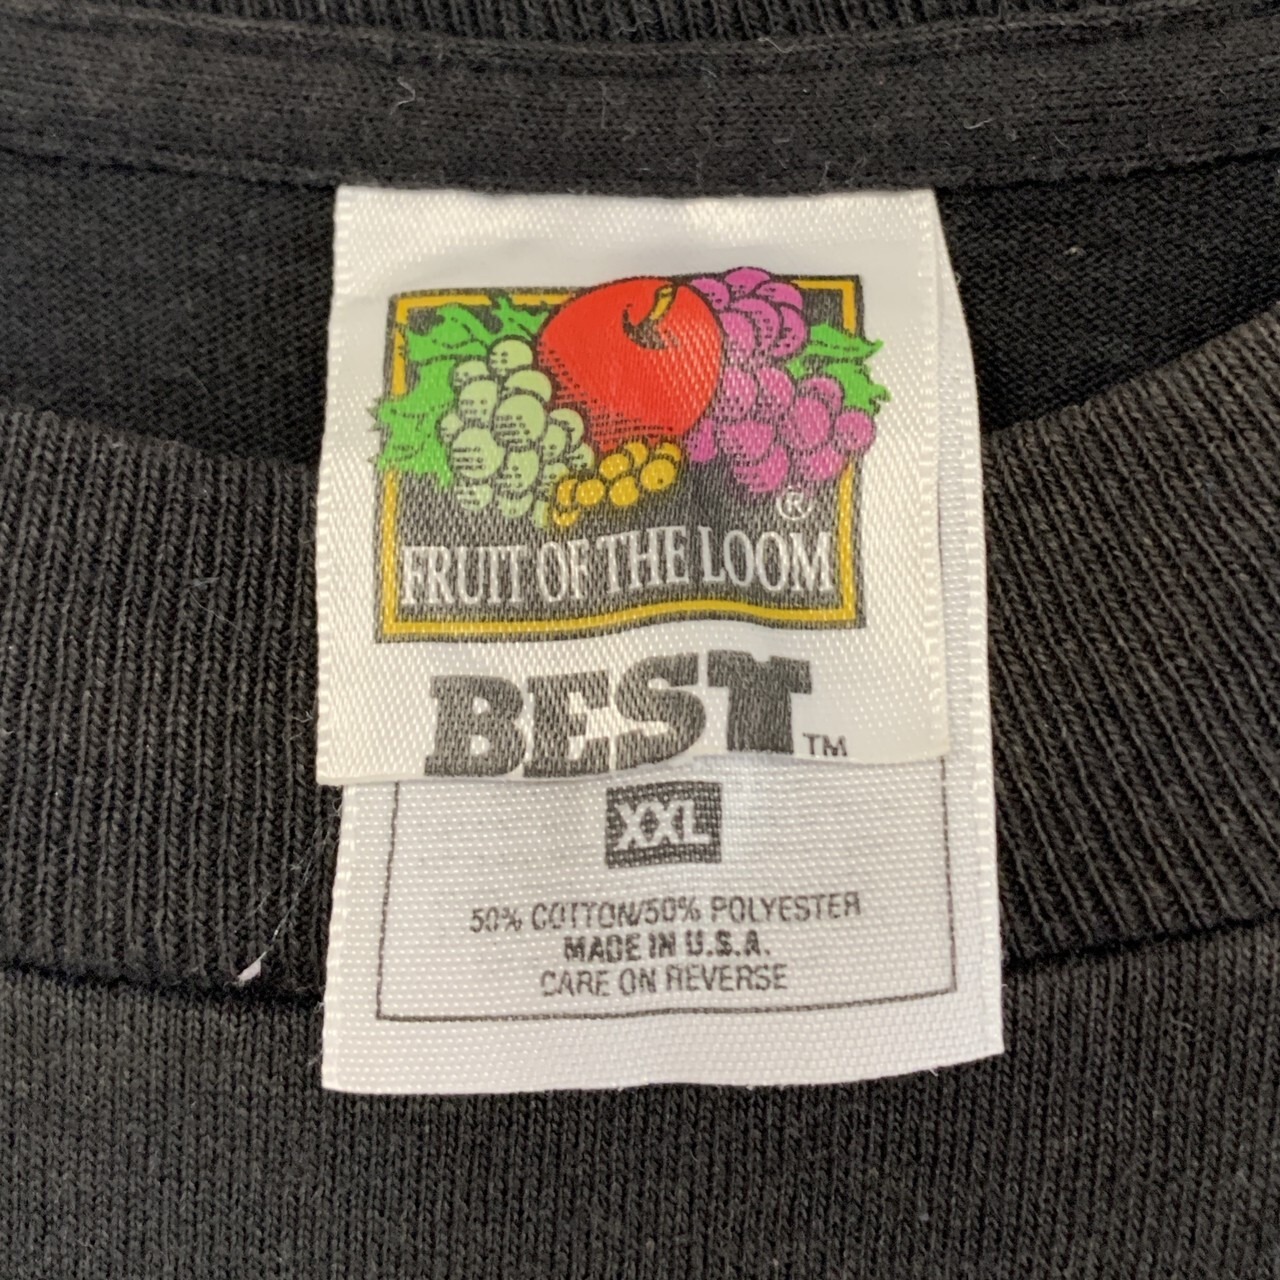 ®
FRUIT OF THE LOOM
BEST™
XXL
50% COTTON/50% POLYESTER
MADE IN U.S.A.
CARE ON REVERSE